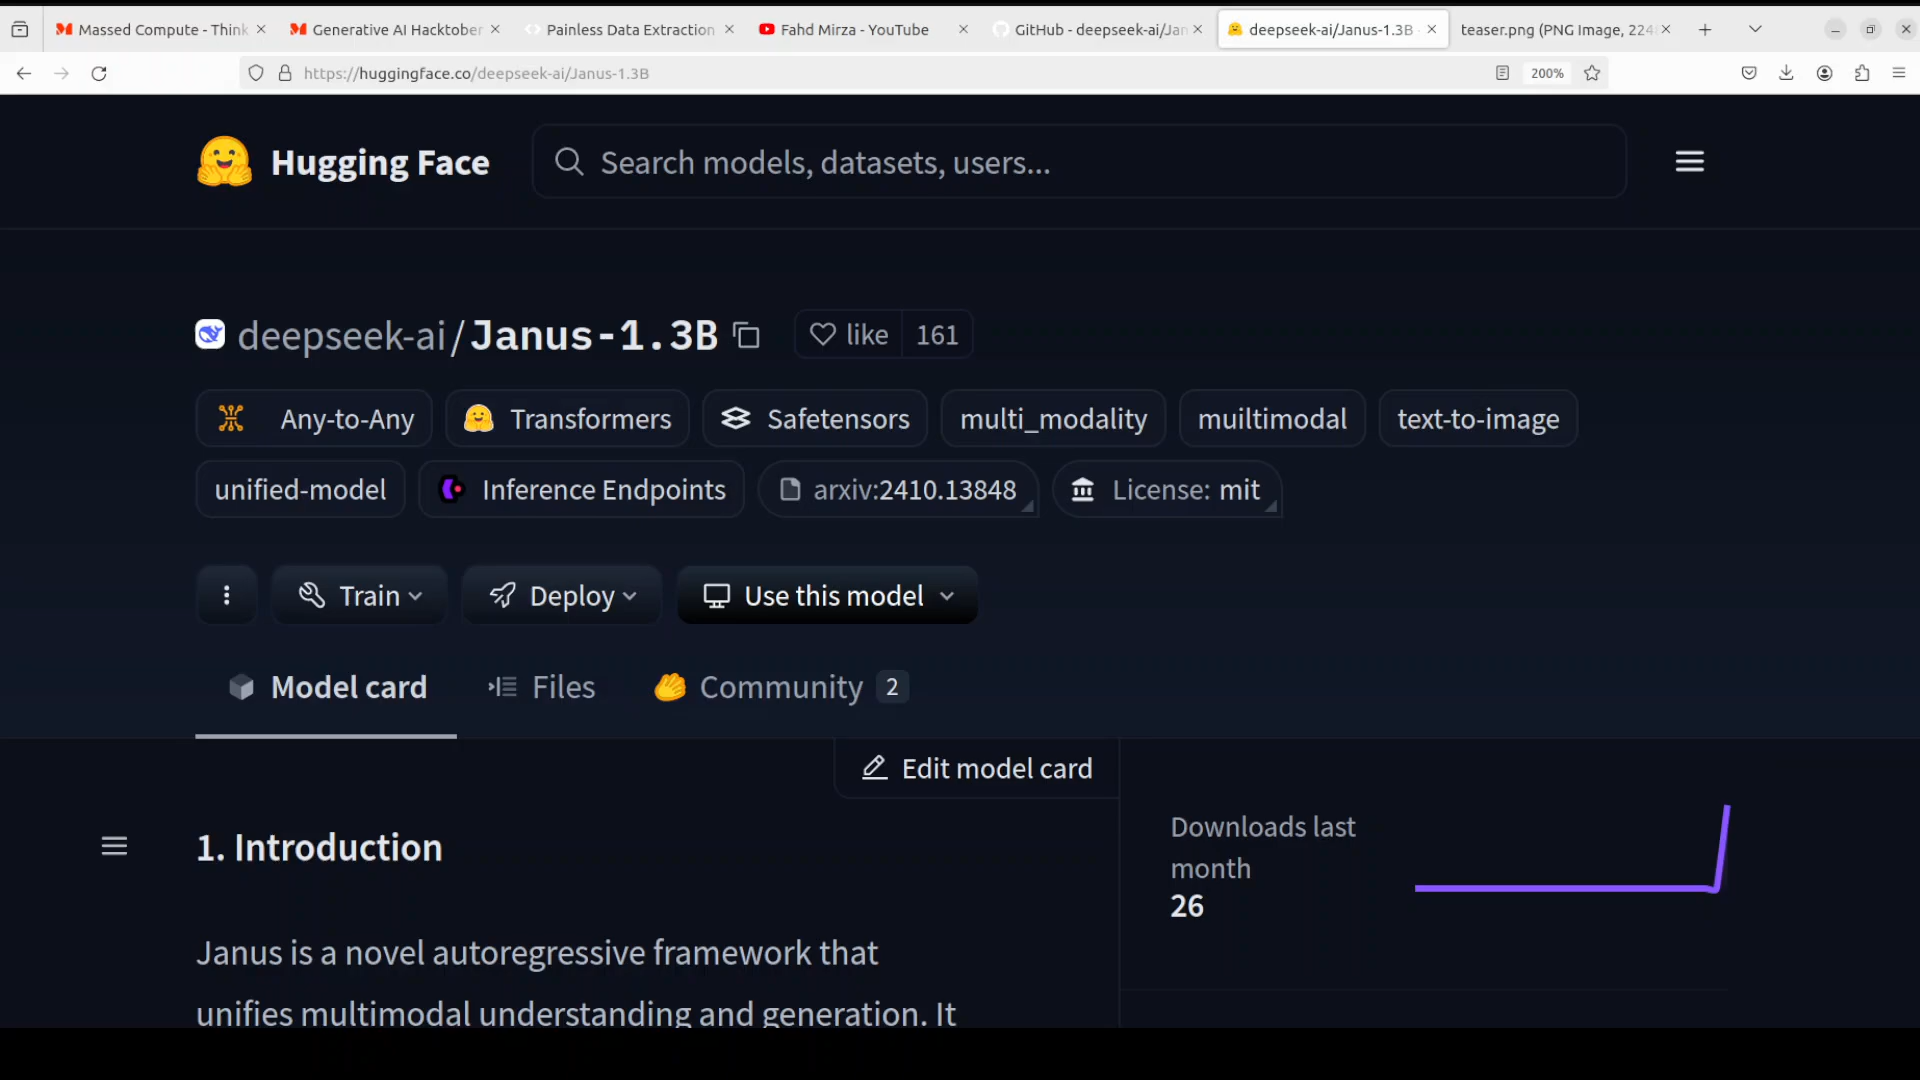 Massed Compute - Think
Generative AI Hacktober
Painless Data Extraction
Fahd Mirza - YouTube
GitHub - deepseek-ai/Jan
deepseek-ai/Janus-1.3B
teaser.png (PNG Image, 224
https://huggingface.co/deepseek-ai/Janus-1.3B
200%
Hugging Face
Search models, datasets, users...
deepseek-ai/Janus-1.3B
like 161
Any-to-Any
Transformers
Safetensors
multi_modality
muiltimodal
text-to-image
unified-model
Inference Endpoints
arxiv:2410.13848
License: mit
Train
Deploy
Use this model
Model card
Files
Community 2
Edit model card
1. Introduction
Janus is a novel autoregressive framework that
unifies multimodal understanding and generation. It
Downloads last
month
26